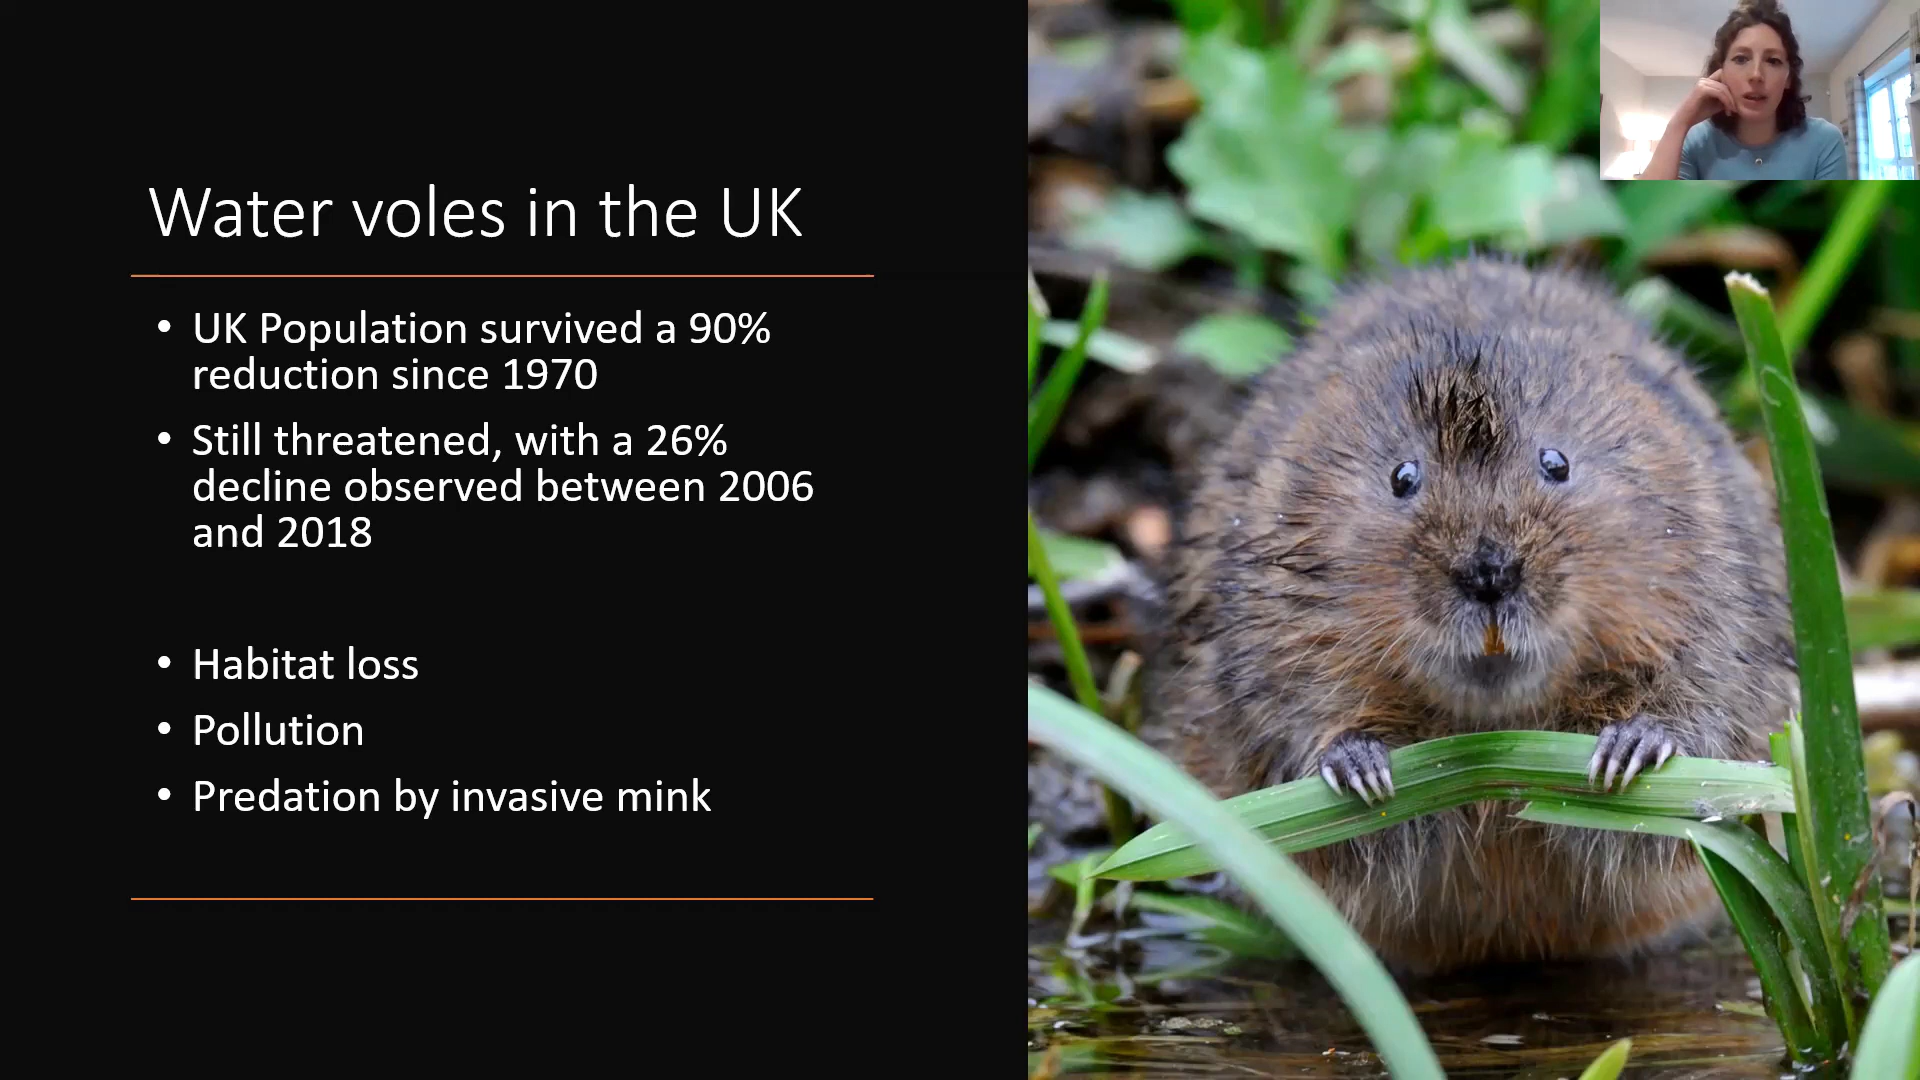 Water voles in the UK
• UK Population survived a 90%
reduction since 1970
• Still threatened, with a 26%
decline observed between 2006
and 2018
• Habitat loss
• Pollution
• Predation by invasive mink